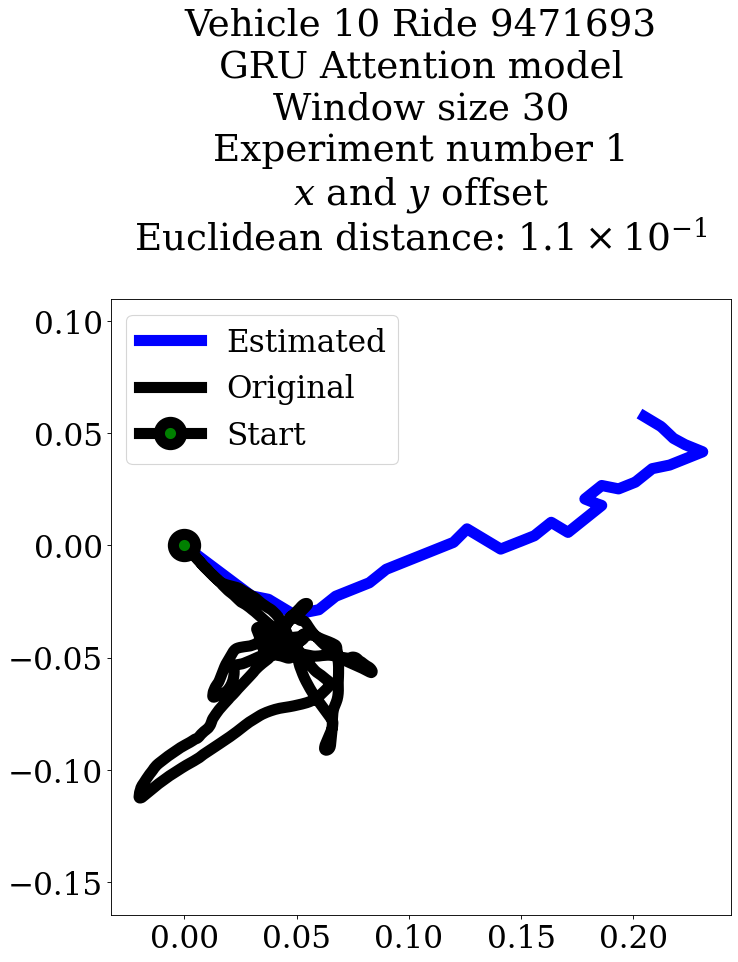 Vehicle 10 Ride 9471693
GRU Attention model
Window size 30
Experiment number 1
x and y offset
Euclidean distance: 1.1 × 10⁻¹
Estimated
Original
Start
0.10
0.05
0.00
−0.05
−0.10
−0.15
0.00 0.05 0.10 0.15 0.20